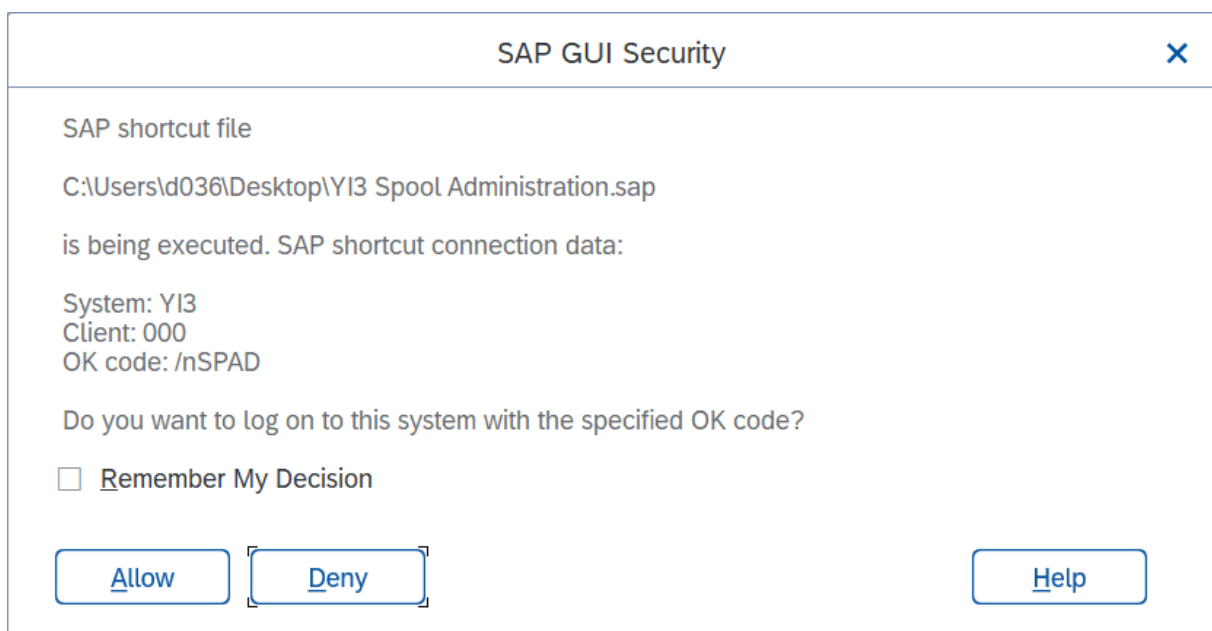 SAP GUI Security
SAP shortcut file
C:\Users\d036\Desktop\YI3 Spool Administration.sap
is being executed. SAP shortcut connection data:
System: YI3
Client: 000
OK code: /nSPAD
Do you want to log on to this system with the specified OK code?
Remember My Decision
Allow Deny Help